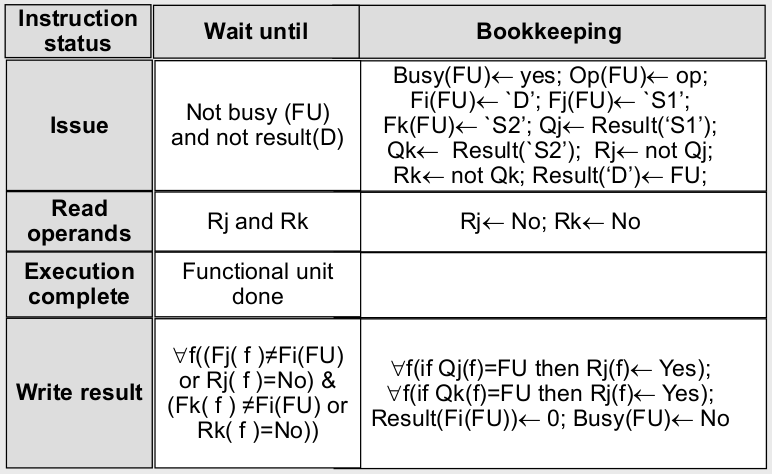 Instruction
status
Wait until
Bookkeeping
Issue
Not busy (FU)
and not result(D)
Busy(FU)← yes; Op(FU)← op;
Fi(FU)← `D'; Fj(FU)← `S1';
Fk(FU)← `S2'; Qj← Result('S1');
Qk← Result(`S2'); Rj← not Qj;
Rk← not Qk; Result('D')← FU;
Read
operands
Rj and Rk
Rj← No; Rk← No
Execution
complete
Functional unit
done
Write result
∀f((Fj( f )≠Fi(FU)
or Rj( f )=No) &
(Fk( f ) ≠Fi(FU) or
Rk( f )=No))
∀f(if Qj(f)=FU then Rj(f)← Yes);
∀f(if Qk(f)=FU then Rj(f)← Yes);
Result(Fi(FU))← 0; Busy(FU)← No